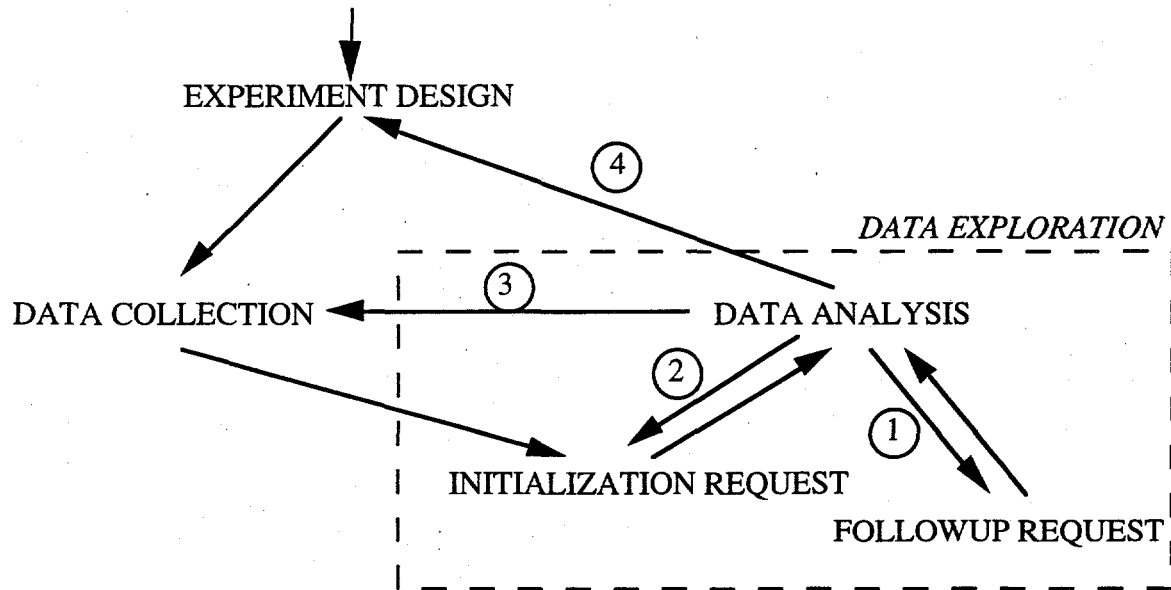 EXPERIMENT DESIGN
4
DATA EXPLORATION
3
DATA COLLECTION
DATA ANALYSIS
2
1
INITIALIZATION REQUEST
FOLLOWUP REQUEST